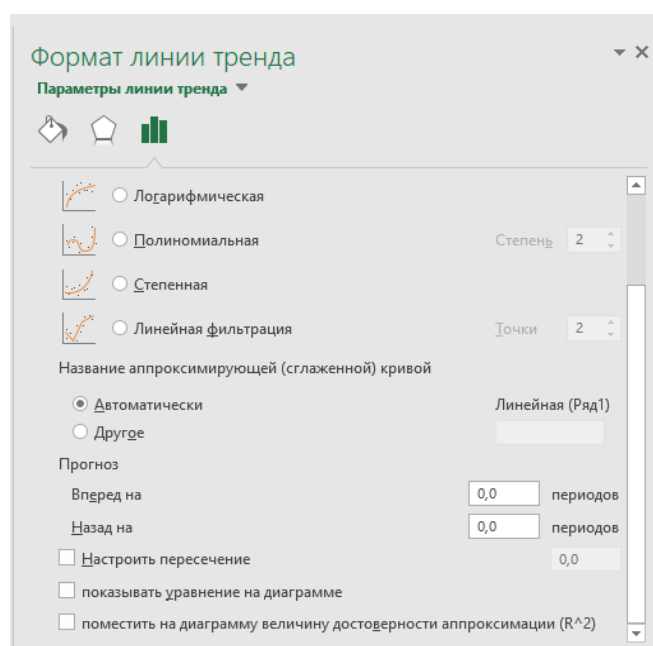 Формат линии тренда
Параметры линии тренда
Логарифмическая
Полиномиальная Степень 2
Степенная
Линейная фильтрация Точки 2
Название аппроксимирующей (сглаженной) кривой
Автоматически Линейная (Ряд1)
Другое
Прогноз
Вперед на 0,0 периодов
Назад на 0,0 периодов
Настроить пересечение 0,0
показывать уравнение на диаграмме
поместить на диаграмму величину достоверности аппроксимации (R^2)